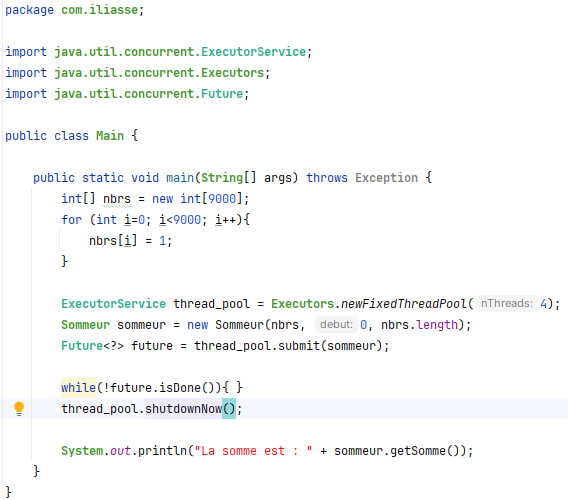 package com.iliasse;
import java.util.concurrent.ExecutorService;
import java.util.concurrent.Executors;
import java.util.concurrent.Future;
public class Main {
public static void main(String[] args) throws Exception {
int[] nbrs = new int[9000];
for (int i=0; i<9000; i++){
nbrs[i] = 1;
}
ExecutorService thread_pool = Executors.newFixedThreadPool( nThreads: 4);
Sommeur sommeur = new Sommeur(nbrs, debut: 0, nbrs.length);
Future<?> future = thread_pool.submit(sommeur);
while(!future.isDone()){ }
thread_pool.shutdownNow();
System.out.println("La somme est : " + sommeur.getSomme());
}
}